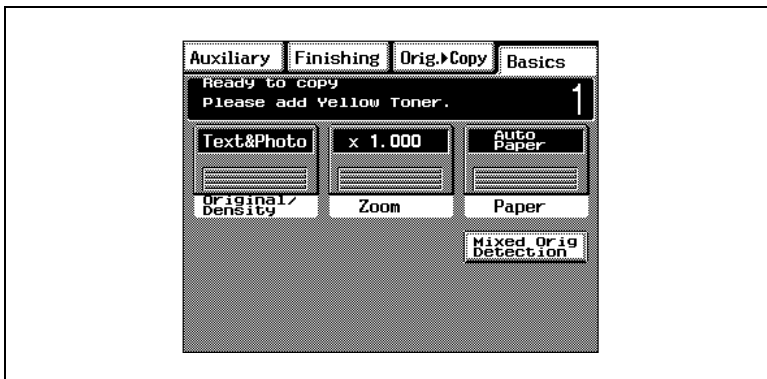 Auxiliary Finishing Orig.▸Copy Basics
Ready to copy
Please add Yellow Toner. 1
Text&Photo x 1.000 Auto Paper
Original/Density Zoom Paper
Mixed Orig
Detection